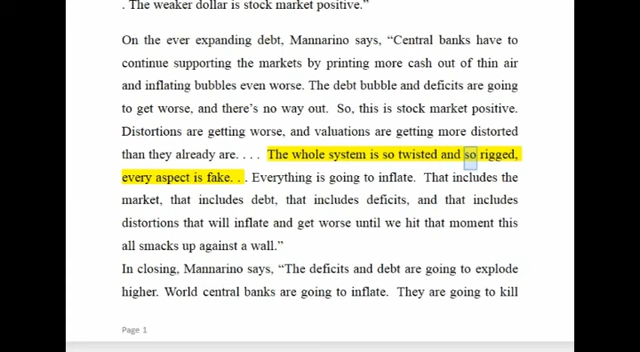 . The weaker dollar is stock market positive.”
On the ever expanding debt, Mannarino says, “Central banks have to
continue supporting the markets by printing more cash out of thin air
and inflating bubbles even worse. The debt bubble and deficits are going
to get worse, and there’s no way out. So, this is stock market positive.
Distortions are getting worse, and valuations are getting more distorted
than they already are. . . . The whole system is so twisted and so rigged,
every aspect is fake. . . Everything is going to inflate. That includes the
market, that includes debt, that includes deficits, and that includes
distortions that will inflate and get worse until we hit that moment this
all smacks up against a wall.”
In closing, Mannarino says, “The deficits and debt are going to explode
higher. World central banks are going to inflate. They are going to kill
Page 1